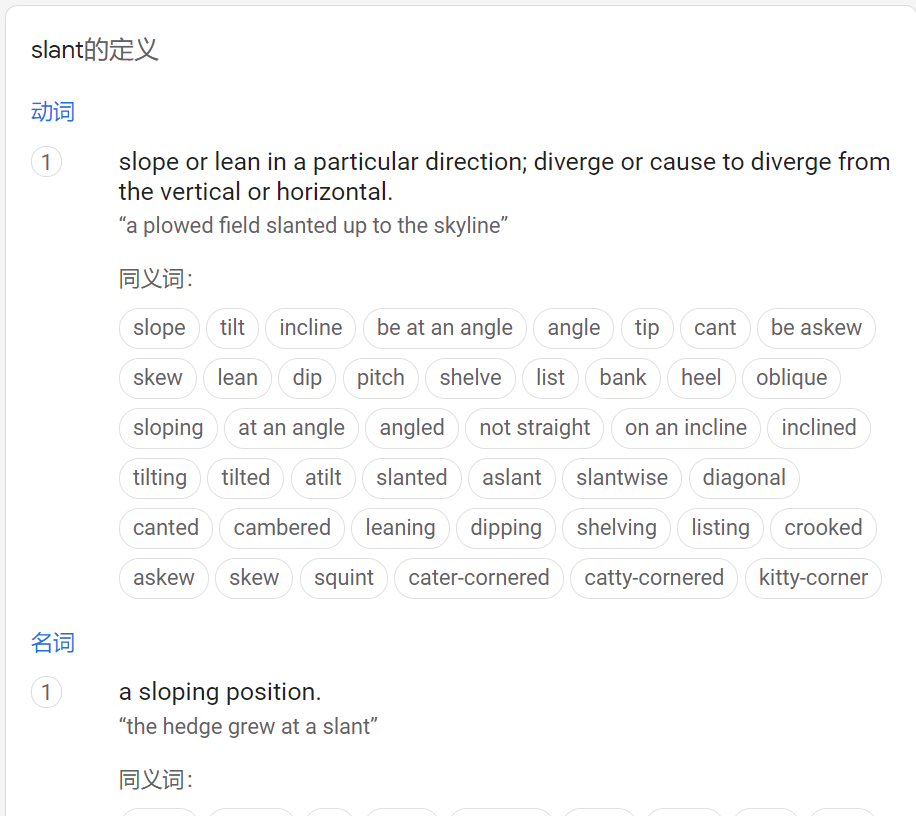 slant的定义
动词
1 slope or lean in a particular direction; diverge or cause to diverge from
the vertical or horizontal.
“a plowed field slanted up to the skyline”
同义词：
slope tilt incline be at an angle angle tip cant be askew
skew lean dip pitch shelve list bank heel oblique
sloping at an angle angled not straight on an incline inclined
tilting tilted atilt slanted aslant slantwise diagonal
canted cambered leaning dipping shelving listing crooked
askew skew squint cater-cornered catty-cornered kitty-corner
名词
1 a sloping position.
“the hedge grew at a slant”
同义词：